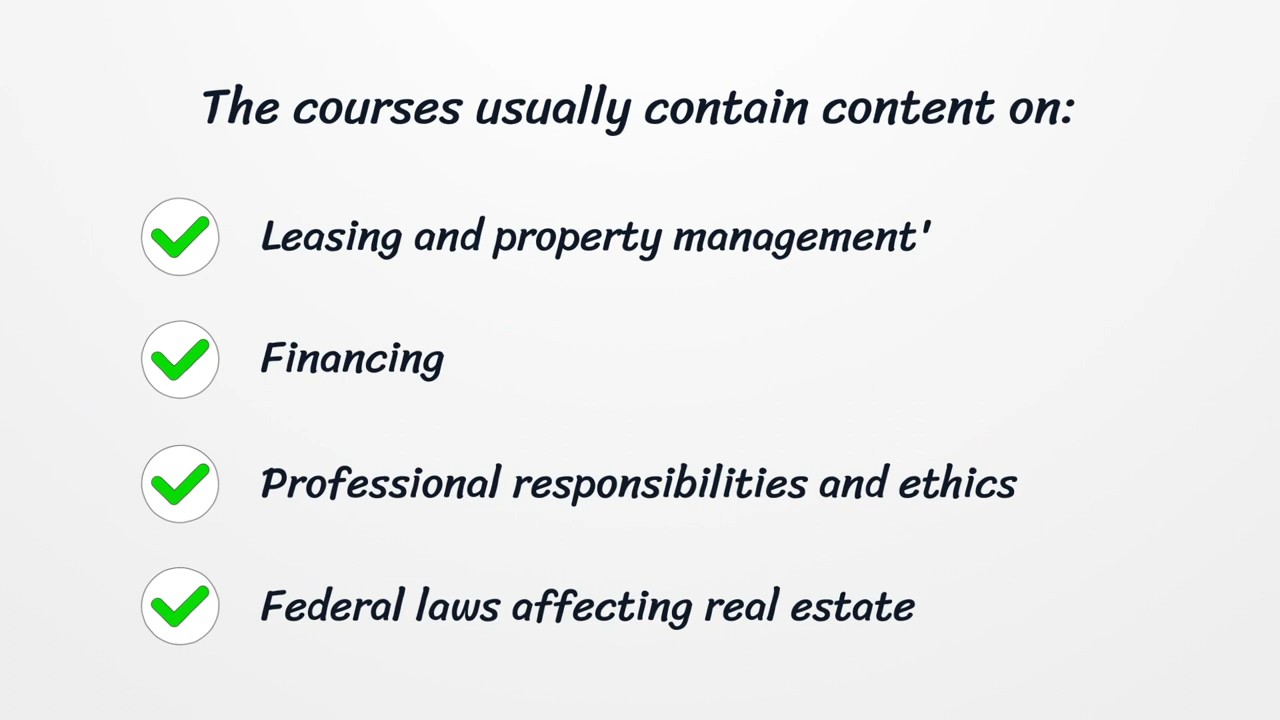 The courses usually contain content on:
Leasing and property management'
Financing
Professional responsibilities and ethics
Federal laws affecting real estate